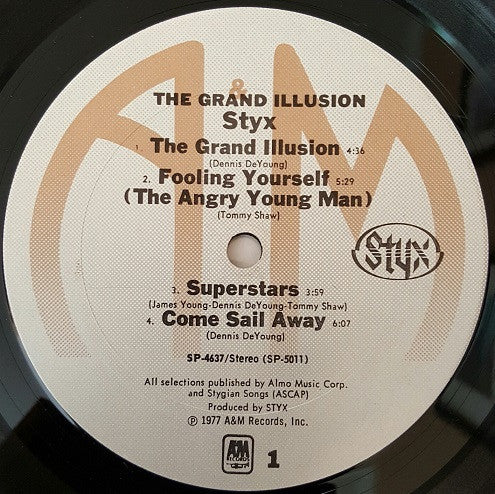 A&M
THE GRAND ILLUSION
Styx
1. The Grand Illusion 4:36
(Dennis DeYoung)
2. Fooling Yourself 5:29
(The Angry Young Man)
(Tommy Shaw)
Styx
3. Superstars 3:59
(James Young-Dennis DeYoung-Tommy Shaw)
4. Come Sail Away 6:07
(Dennis DeYoung)
SP-4637/Stereo (SP-5011)
All selections published by Almo Music Corp.
and Stygian Songs (ASCAP)
Produced by STYX
℗ 1977 A&M Records, Inc.
A&M
RECORDS
1